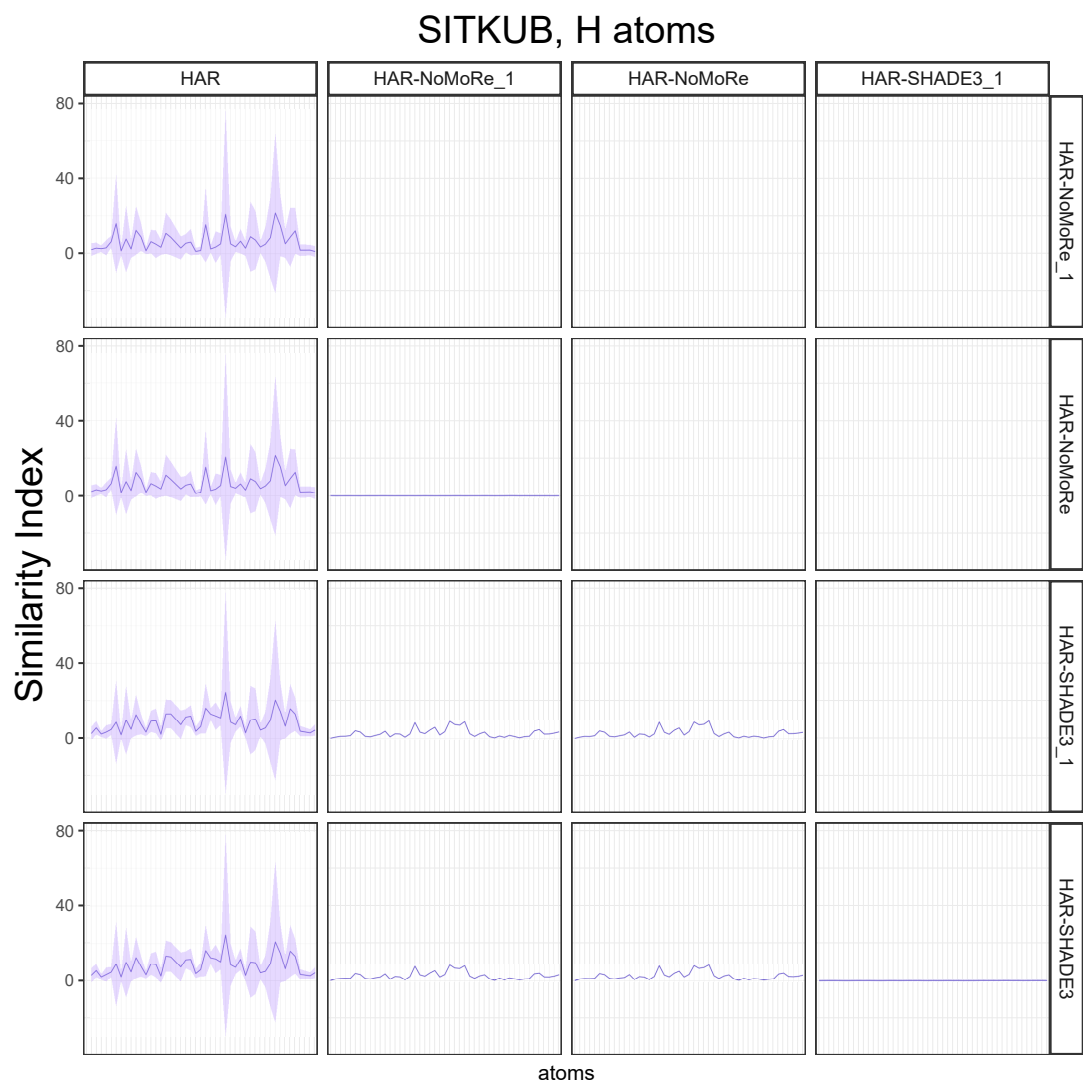 SITKUB, H atoms
HAR
HAR-NoMoRe_1
HAR-NoMoRe
HAR-SHADE3_1
80
40
0
HAR-NoMoRe_1
80
40
0
HAR-NoMoRe
Similarity Index
80
40
0
HAR-SHADE3_1
80
40
0
HAR-SHADE3
atoms